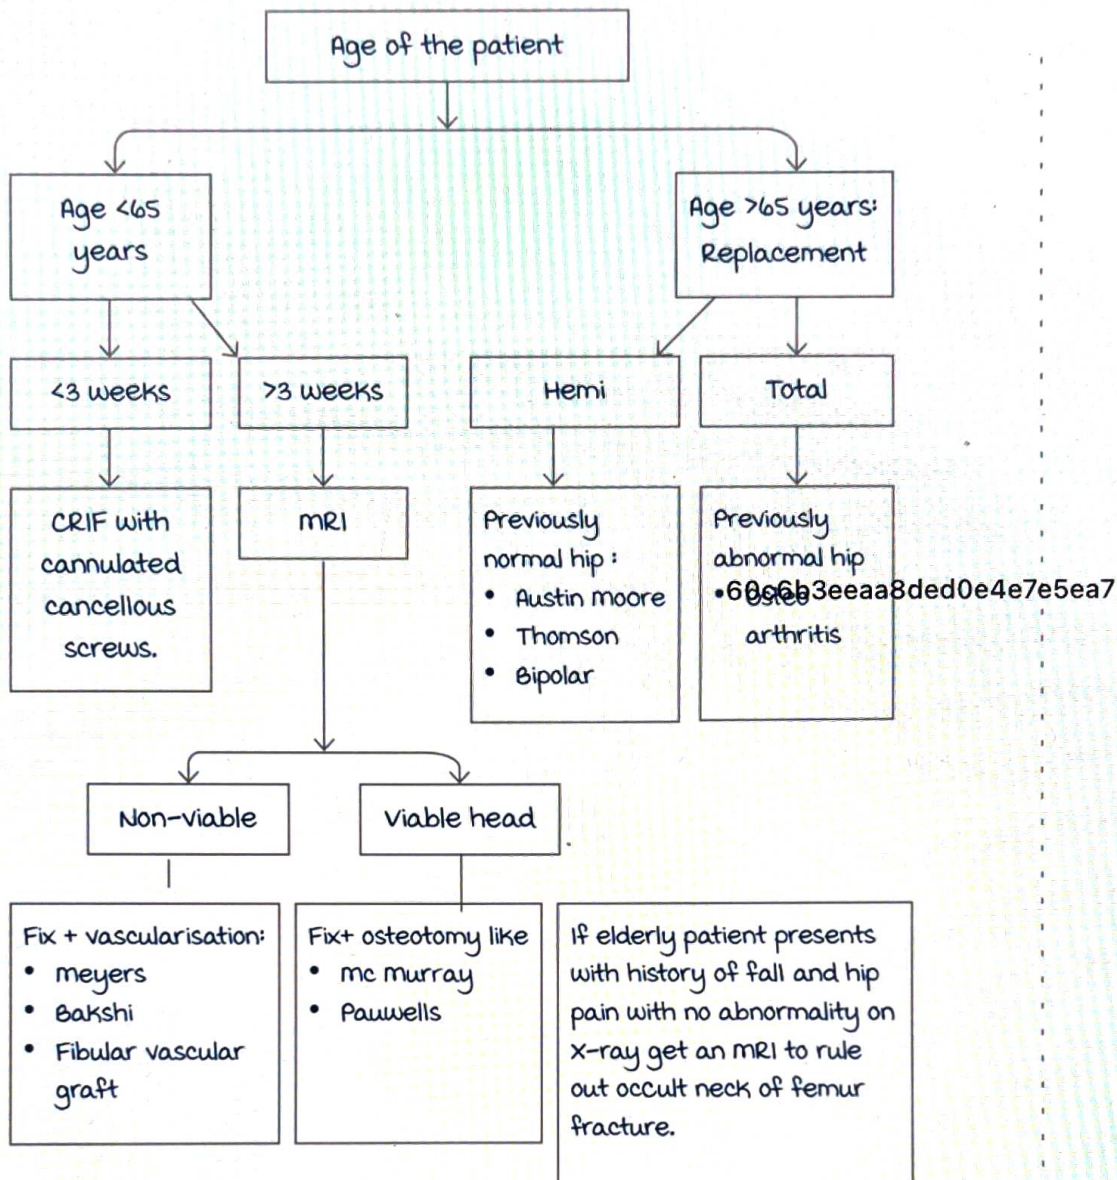 Age of the patient
Age <65
years
Age >65 years:
Replacement
<3 weeks
>3 weeks
Hemi
Total
CRIF with
cannulated
cancellous
screws.
MRI
Previously
normal hip :
• Austin moore
• Thomson
• Bipolar
Previously
abnormal hip
• Osteo
arthritis
60c6b3eeaa8ded0e4e7e5ea7
Non-viable
Viable head
Fix + vascularisation:
• meyers
• Bakshi
• Fibular vascular
graft
Fix+ osteotomy like
• mc murray
• Pauwells
If elderly patient presents
with history of fall and hip
pain with no abnormality on
X-ray get an MRI to rule
out occult neck of femur
fracture.